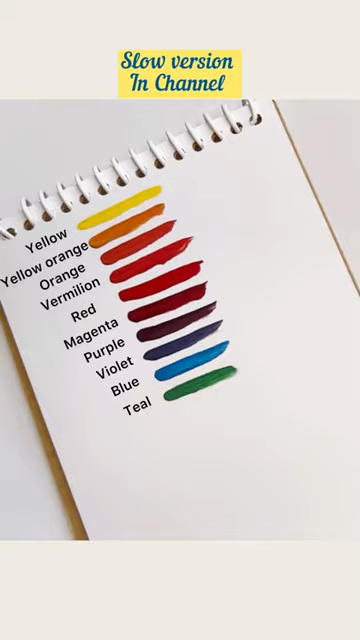 Slow version
In Channel
Yellow
Yellow orange
Orange
Vermilion
Red
Magenta
Purple
Violet
Blue
Teal